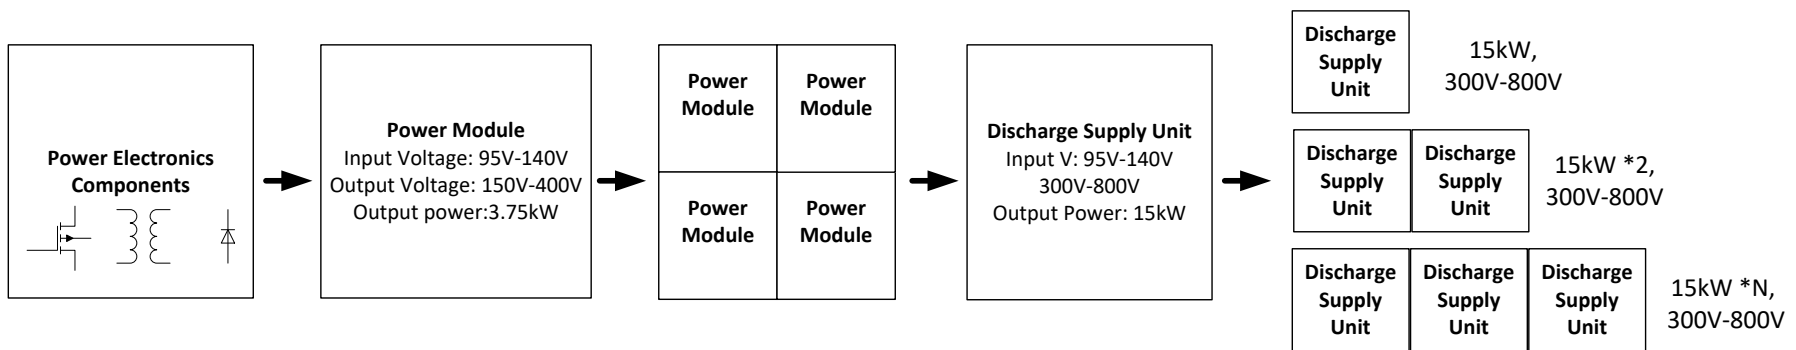 Power Electronics
Components
Power Module
Input Voltage: 95V-140V
Output Voltage: 150V-400V
Output power:3.75kW
Power
Module
Power
Module
Power
Module
Power
Module
Discharge Supply Unit
Input V: 95V-140V
300V-800V
Output Power: 15kW
Discharge
Supply
Unit
15kW,
300V-800V
Discharge
Supply
Unit
Discharge
Supply
Unit
15kW *2,
300V-800V
Discharge
Supply
Unit
Discharge
Supply
Unit
Discharge
Supply
Unit
15kW *N,
300V-800V